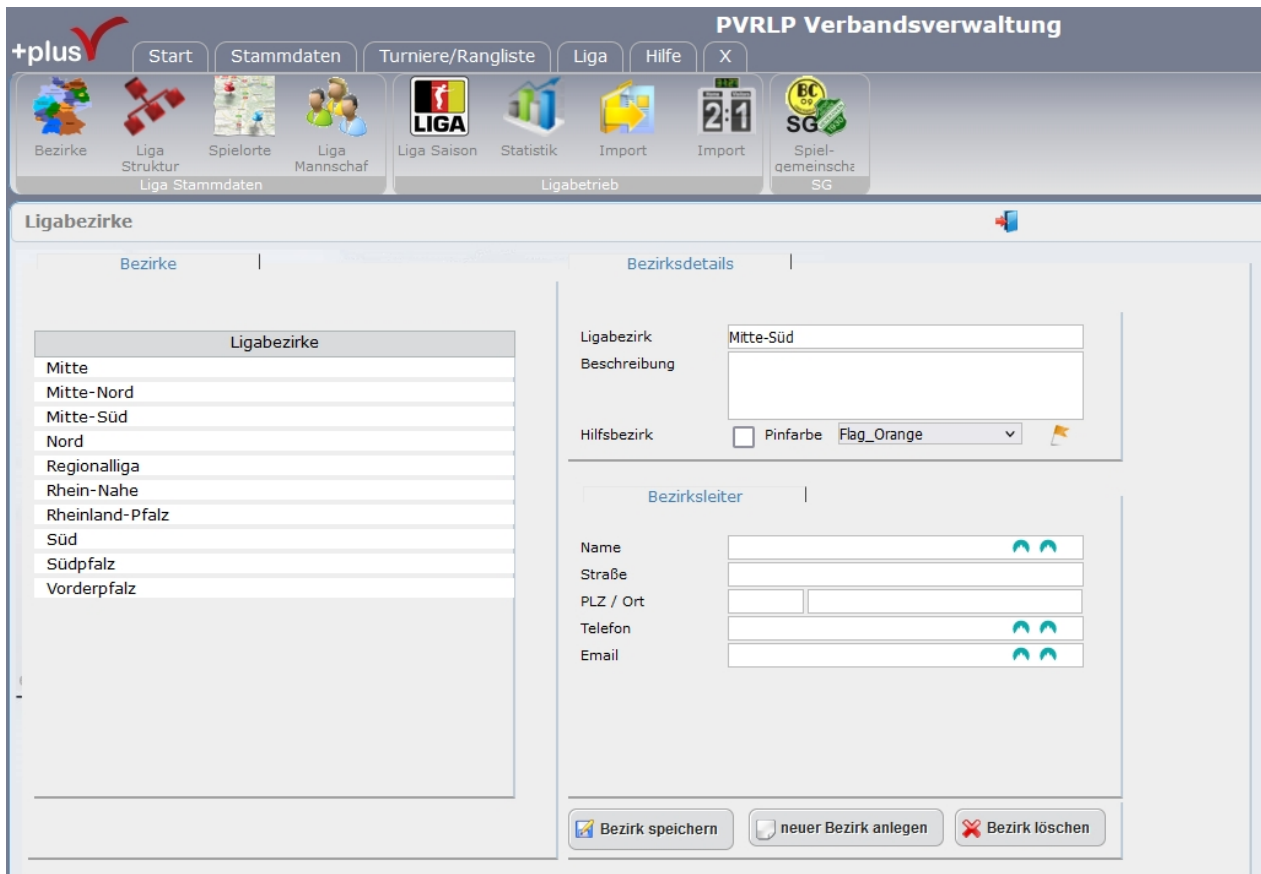 PVRLP Verbandsverwaltung
+plus
Start
Stammdaten
Turniere/Rangliste
Liga
Hilfe
X
Bezirke
Liga
Struktur
Spielorte
Liga
Mannschaf
LIGA
Liga Saison
Statistik
Import
2:1
Import
BC
09
SG
Spiel-
gemeinscha
Liga Stammdaten
Ligabetrieb
SG
Ligabezirke
Bezirke
Ligabezirke
Mitte
Mitte-Nord
Mitte-Süd
Nord
Regionalliga
Rhein-Nahe
Rheinland-Pfalz
Süd
Südpfalz
Vorderpfalz
Bezirksdetails
Ligabezirk Mitte-Süd
Beschreibung
Hilfsbezirk Pinfarbe Flag_Orange
Bezirksleiter
Name
Straße
PLZ / Ort
Telefon
Email
Bezirk speichern
neuer Bezirk anlegen
Bezirk löschen